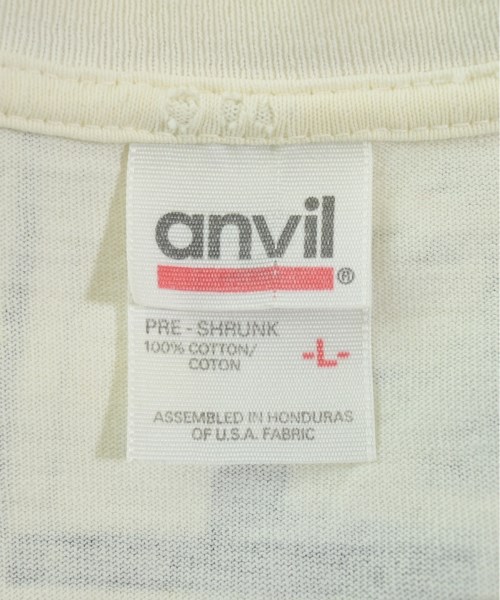 anvil
®
PRE-SHRUNK
100% COTTON/
COTON
-L-
ASSEMBLED IN HONDURAS
OF U.S.A. FABRIC